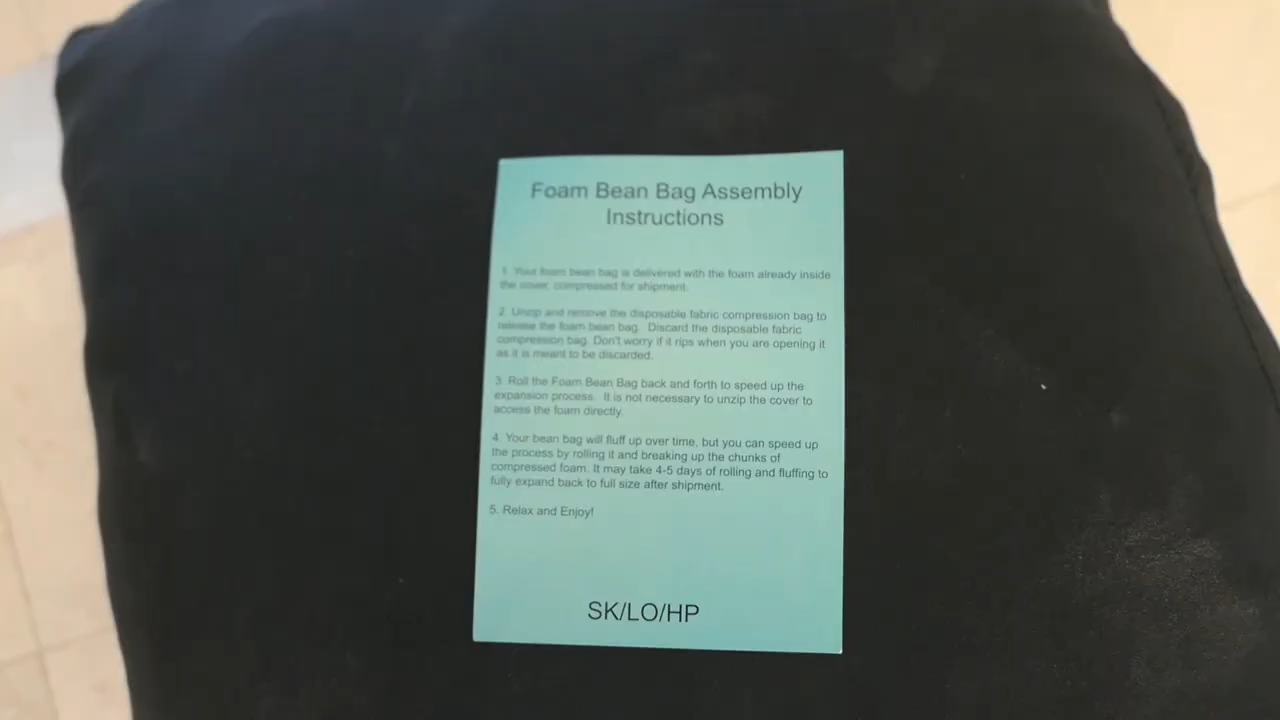 Foam Bean Bag Assembly
Instructions
1. Your foam bean bag is delivered with the foam already inside
the cover, compressed for shipment.
2. Unzip and remove the disposable fabric compression bag to
release the foam bean bag. Discard the disposable fabric
compression bag. Don't worry if it rips when you are opening it
as it is meant to be discarded.
3. Roll the Foam Bean Bag back and forth to speed up the
expansion process. It is not necessary to unzip the cover to
access the foam directly.
4. Your bean bag will fluff up over time, but you can speed up
the process by rolling it and breaking up the chunks of
compressed foam. It may take 4-5 days of rolling and fluffing to
fully expand back to full size after shipment.
5. Relax and Enjoy!
SK/LO/HP